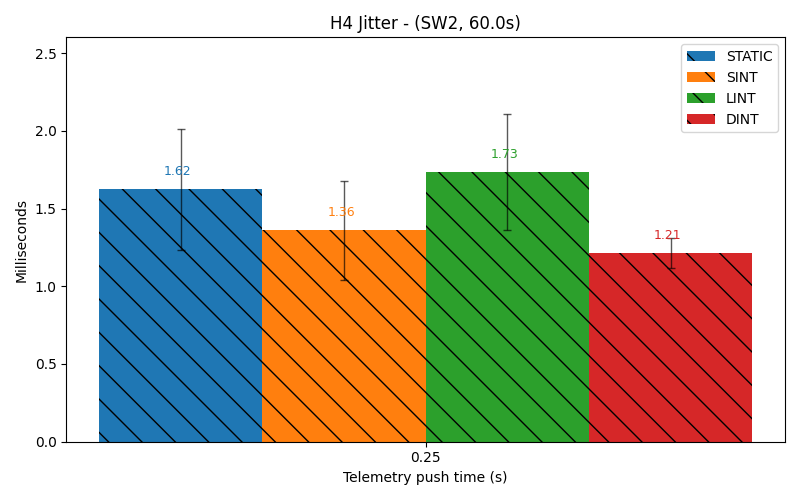 H4 Jitter - (SW2, 60.0s)
2.5
2.0
1.5
1.0
0.5
0.0
Milliseconds
1.62
1.36
1.73
1.21
STATIC
SINT
LINT
DINT
0.25
Telemetry push time (s)